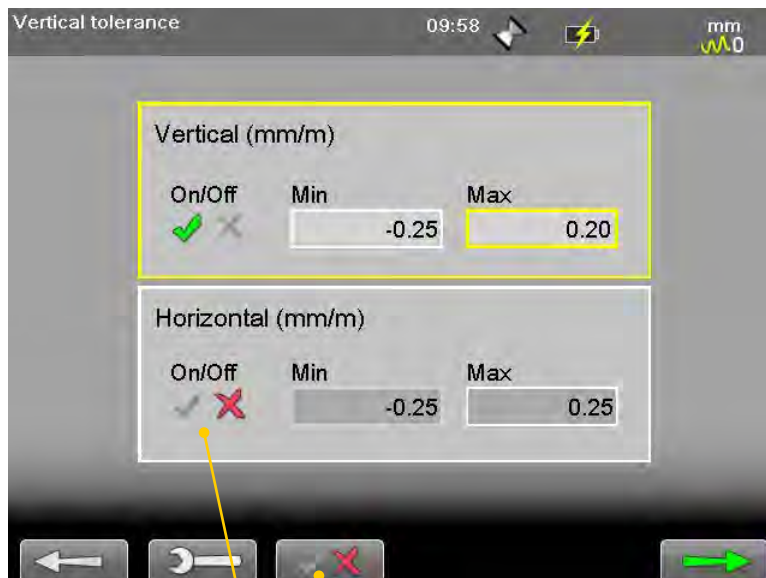 Vertical tolerance 09:58 mm
0
Vertical (mm/m)
On/Off Min Max
-0.25 0.20
Horizontal (mm/m)
On/Off Min Max
-0.25 0.25